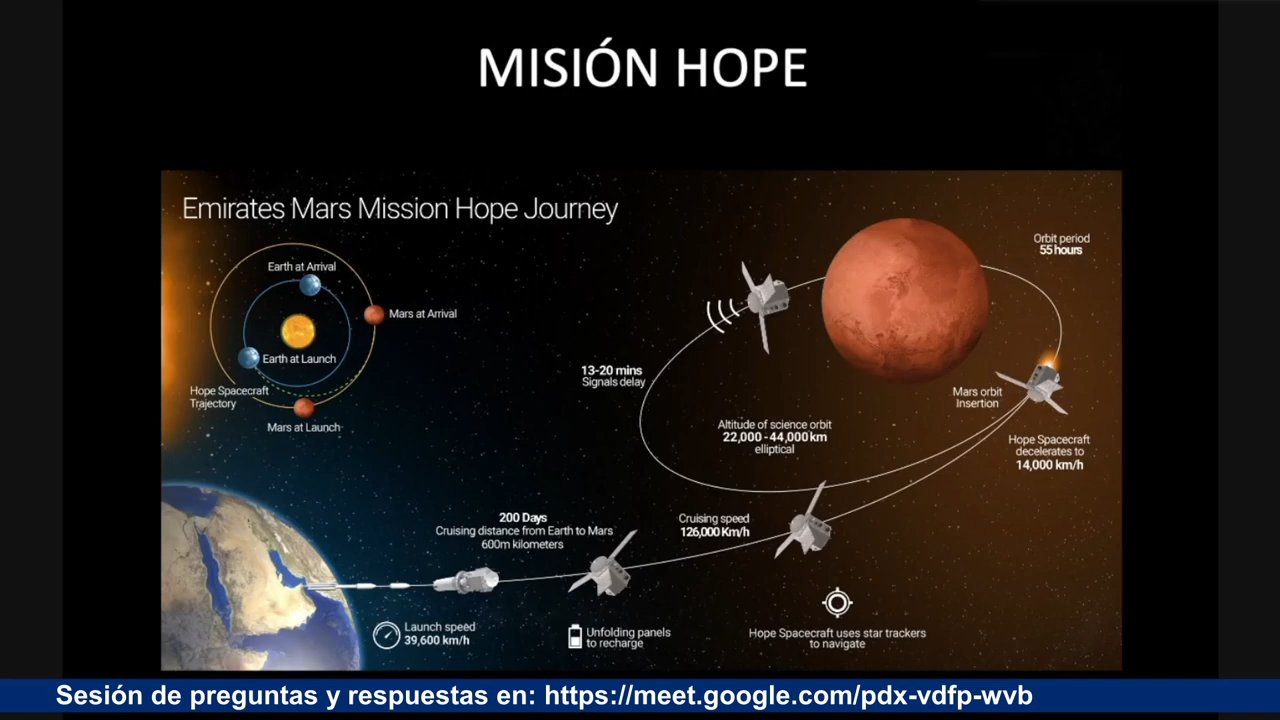 MISIÓN HOPE
Emirates Mars Mission Hope Journey
Earth at Arrival
Mars at Arrival
Earth at Launch
Hope Spacecraft
Trajectory
Mars at Launch
Orbit period
55 hours
13-20 mins
Signals delay
Mars orbit
Insertion
Altitude of science orbit
22,000 - 44,000 km
elliptical
Hope Spacecraft
decelerates to
14,000 km/h
200 Days
Cruising distance from Earth to Mars
600m kilometers
Cruising speed
126,000 Km/h
Launch speed
39,600 km/h
Unfolding panels
to recharge
Hope Spacecraft uses star trackers
to navigate
Sesión de preguntas y respuestas en: https://meet.google.com/pdx-vdfp-wvb